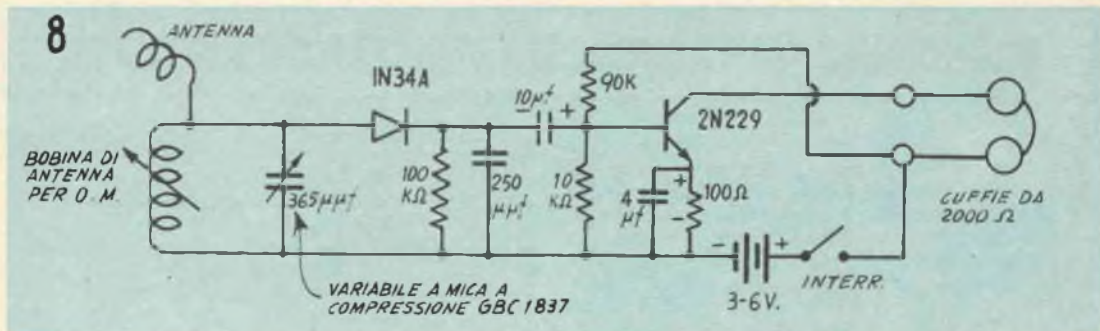 8
ANTENNA
IN34A
10µf
+
90K
2N229
BOBINA DI
ANTENNA
PER O.M.
365µµf
100
KΩ
250
µµf
10
KΩ
4
µf
+
100Ω
-
CUFFIE DA
2000 Ω
- +
3-6V.
INTERR.
VARIABILE A MICA A
COMPRESSIONE GBC 1837